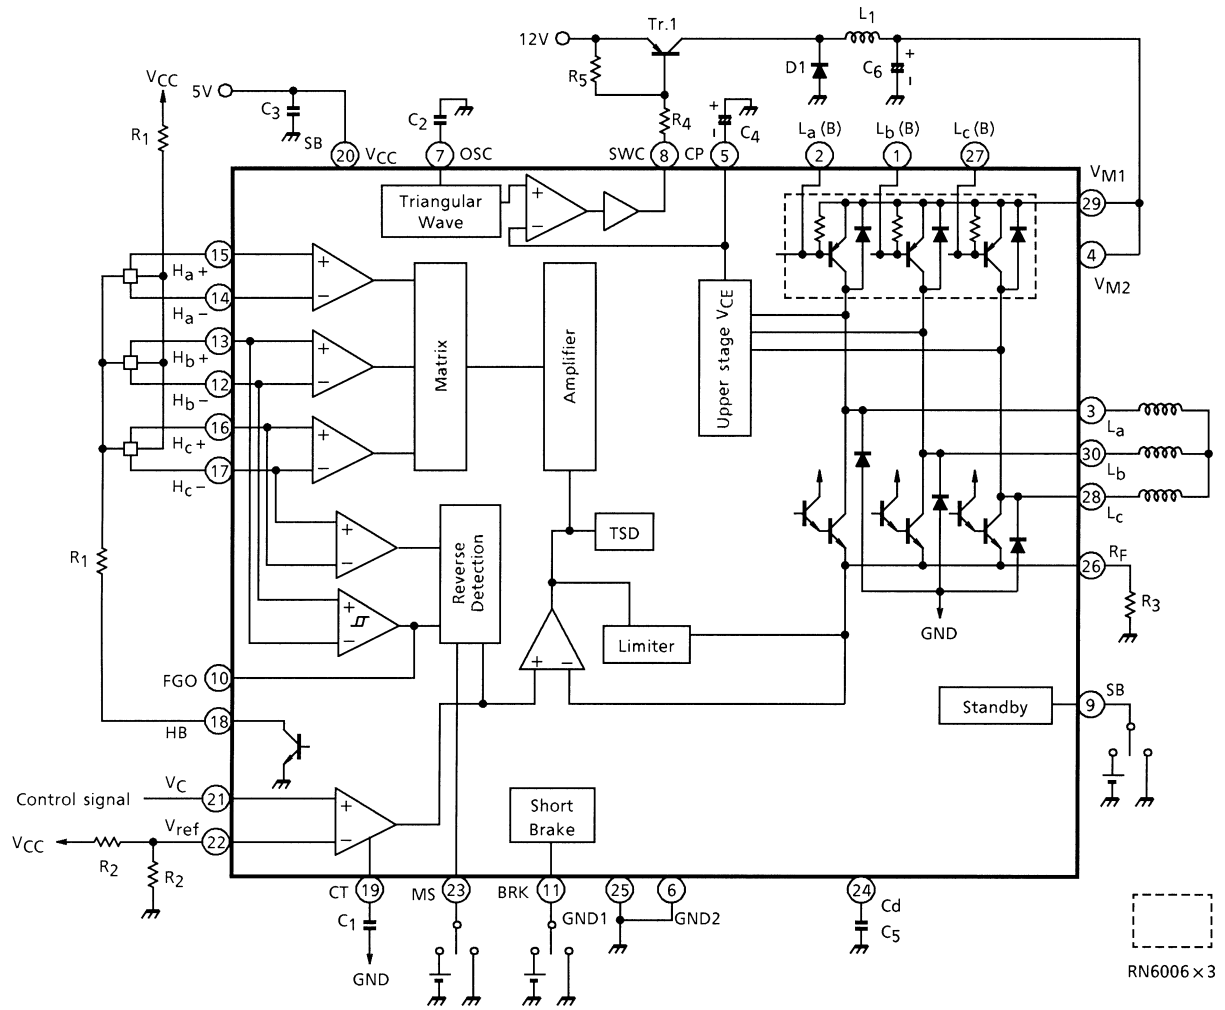 Tr.1
L1
12V
R5
D1
C6
+
-
VCC
5V
C3
SB
C2
R4
+
-
C4
R1
La (B)
Lb (B)
Lc (B)
20
VCC
7
OSC
SWC
8
CP
5
2
1
27
VM1
29
Triangular
Wave
+
-
15
Ha+
14
Ha-
+
-
4
VM2
13
Hb+
12
Hb-
+
-
Matrix
Amplifier
Upper stage VCE
16
Hc+
17
Hc-
+
-
3
La
30
Lb
28
Lc
R1
+
-
Reverse
Detection
TSD
RF
26
R3
+
-
Limiter
GND
+
-
10
FGO
18
HB
Standby
SB
9
Control signal
VC
21
+
-
Short
Brake
VCC
R2
R2
Vref
22
CT
19
MS
23
BRK
11
25
6
24
C1
GND1
GND2
Cd
C5
GND
RN6006×3